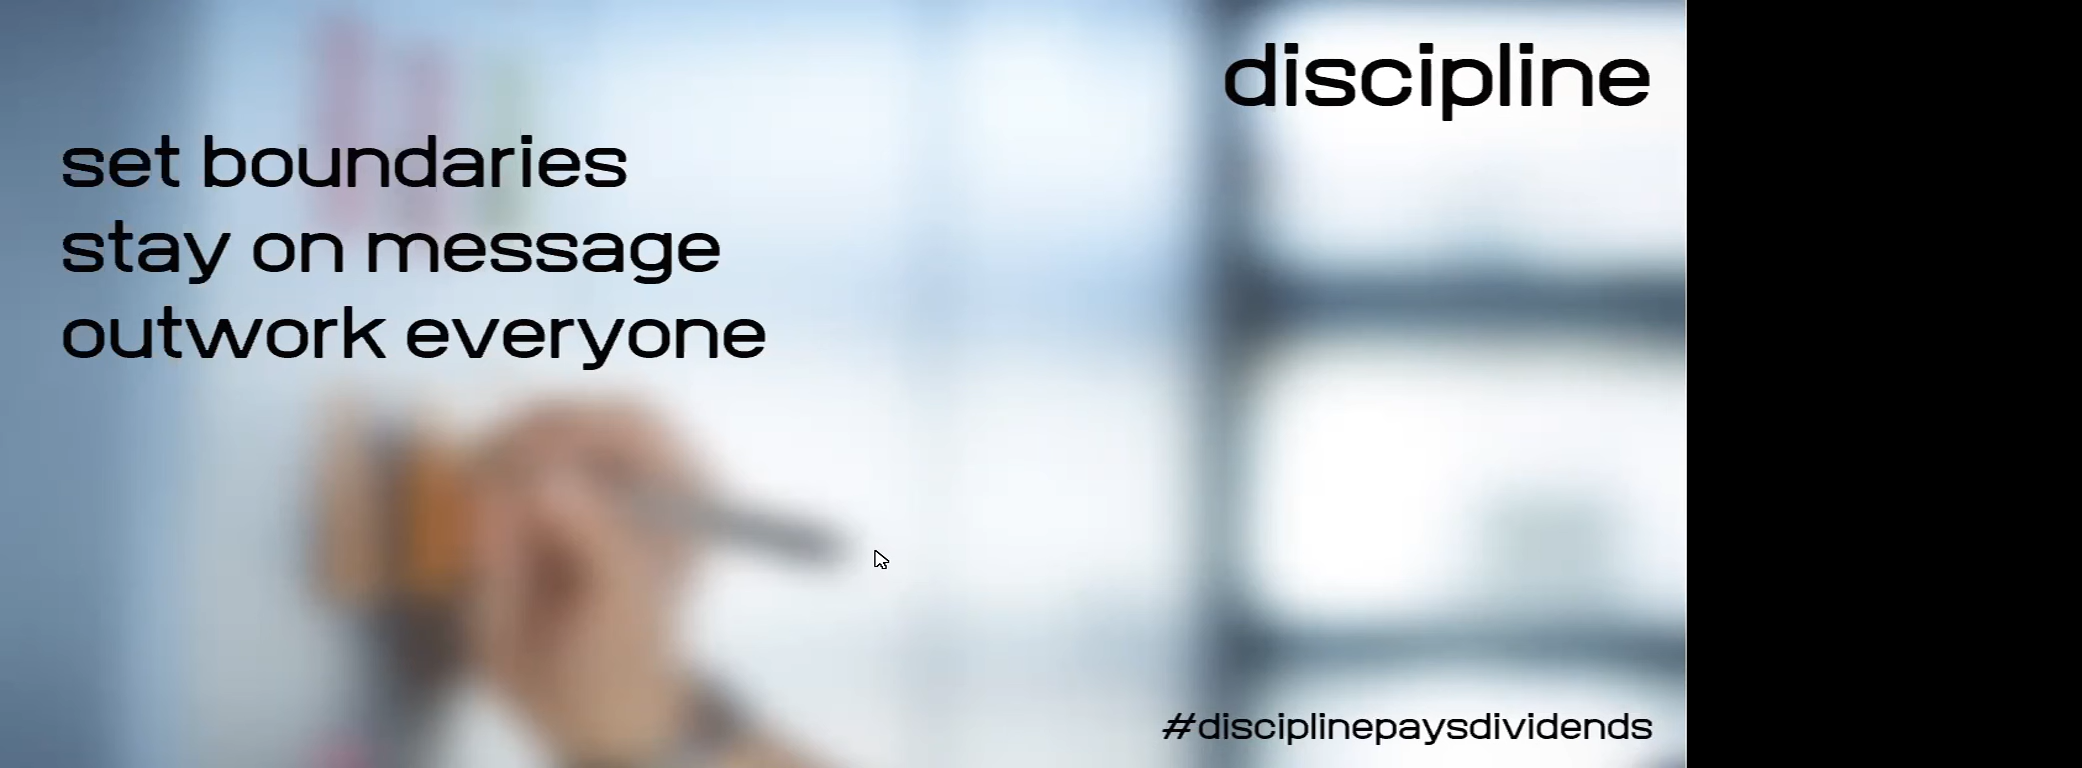 discipline
set boundaries
stay on message
outwork everyone
#disciplinepaysdividends